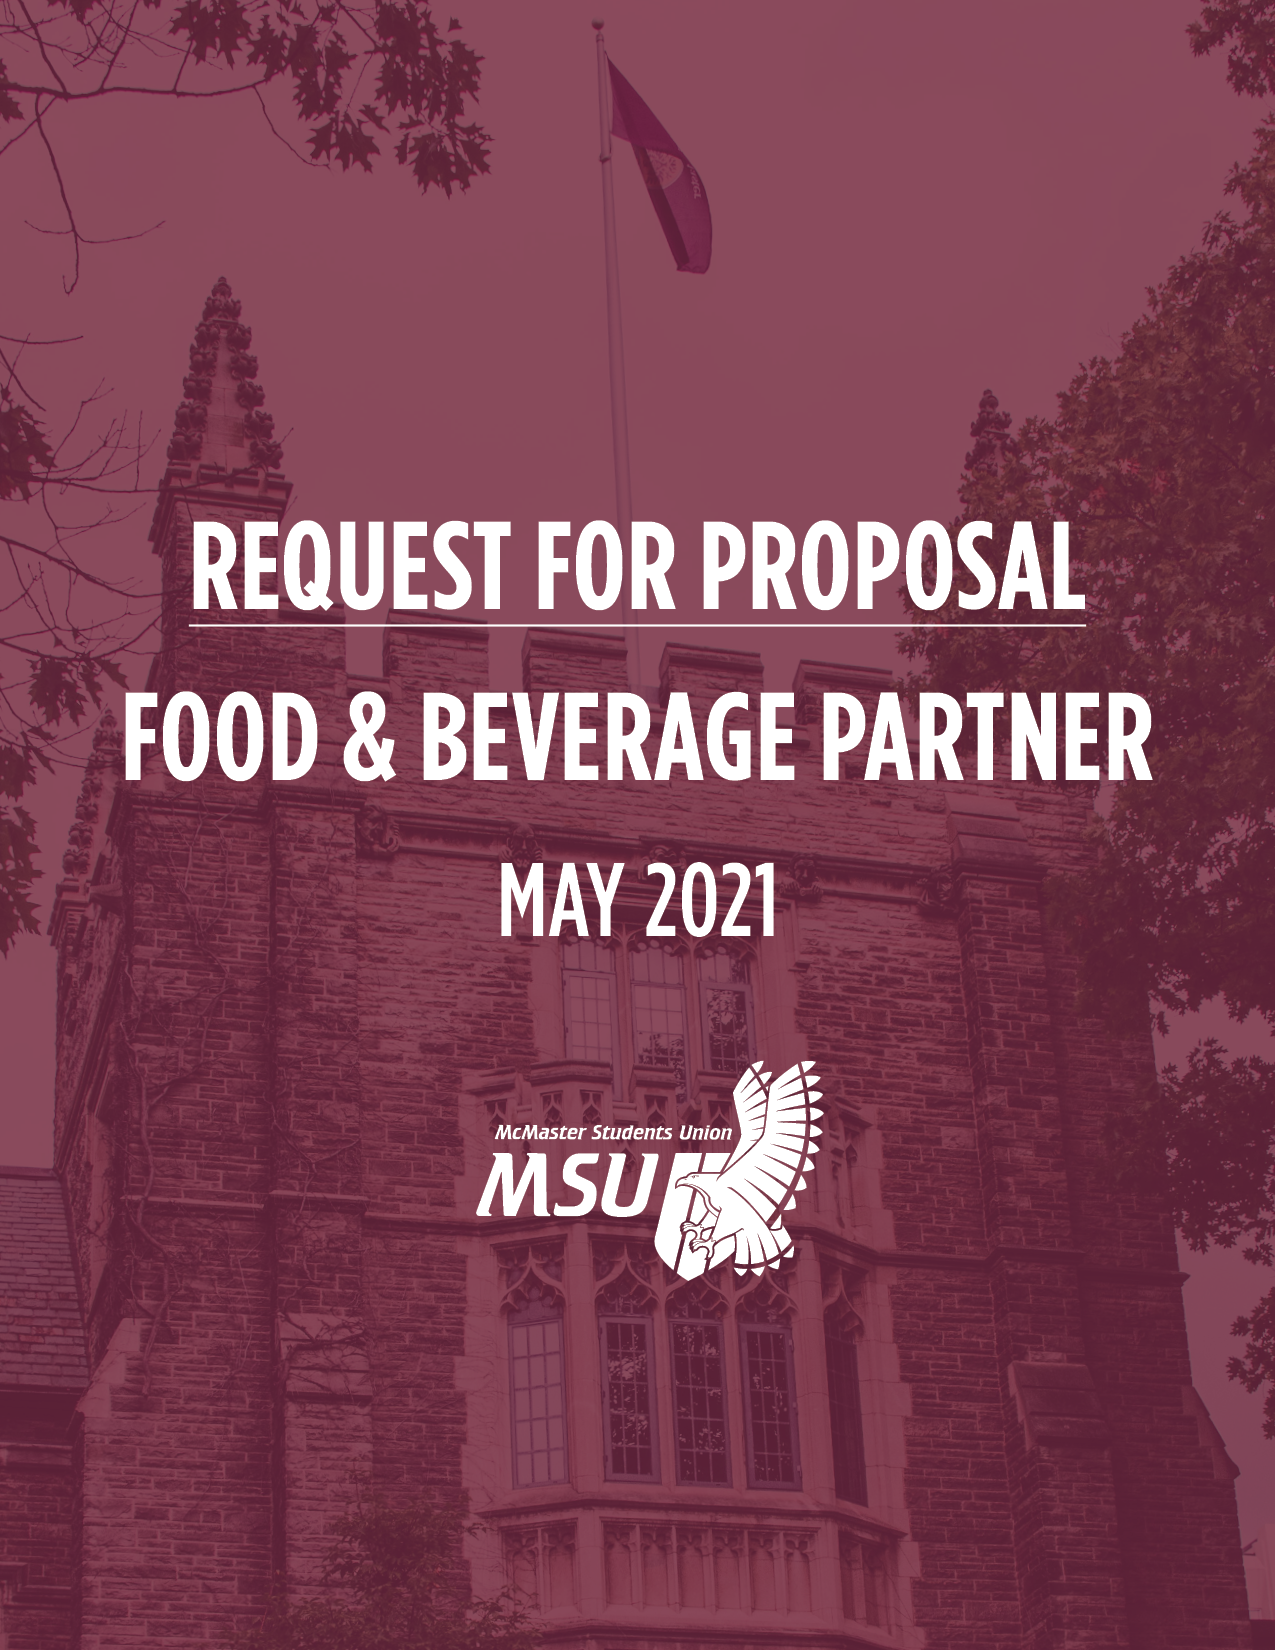 REQUEST FOR PROPOSAL
FOOD & BEVERAGE PARTNER
MAY 2021
McMaster Students Union
MSU